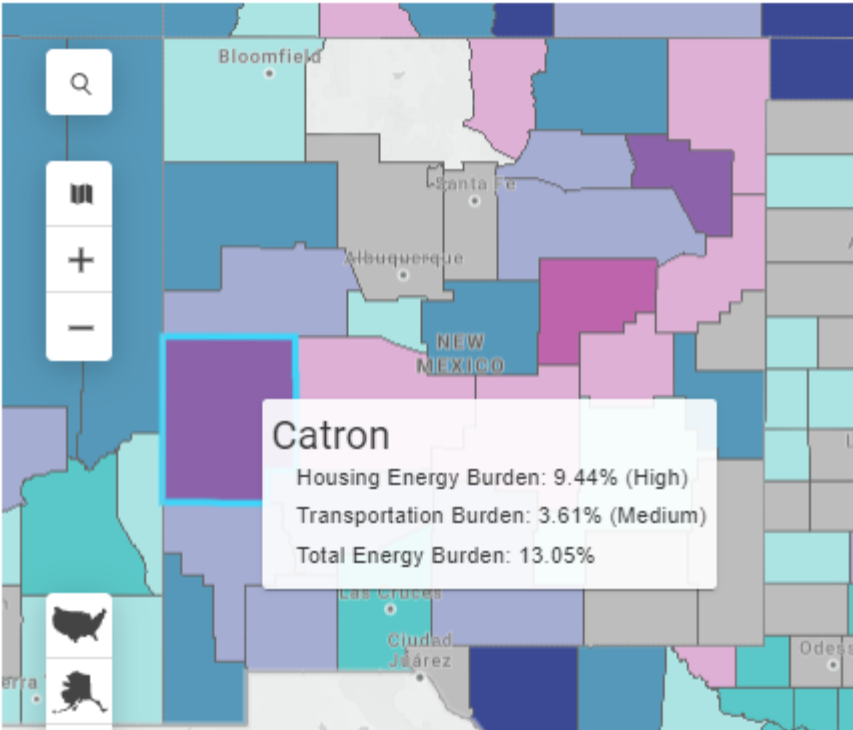 Bloomfield
Santa Fe
Albuquerque
NEW
MEXICO
Catron
Housing Energy Burden: 9.44% (High)
Transportation Burden: 3.61% (Medium)
Total Energy Burden: 13.05%
Las Cruces
Ciudad
Juárez
Odess
erra